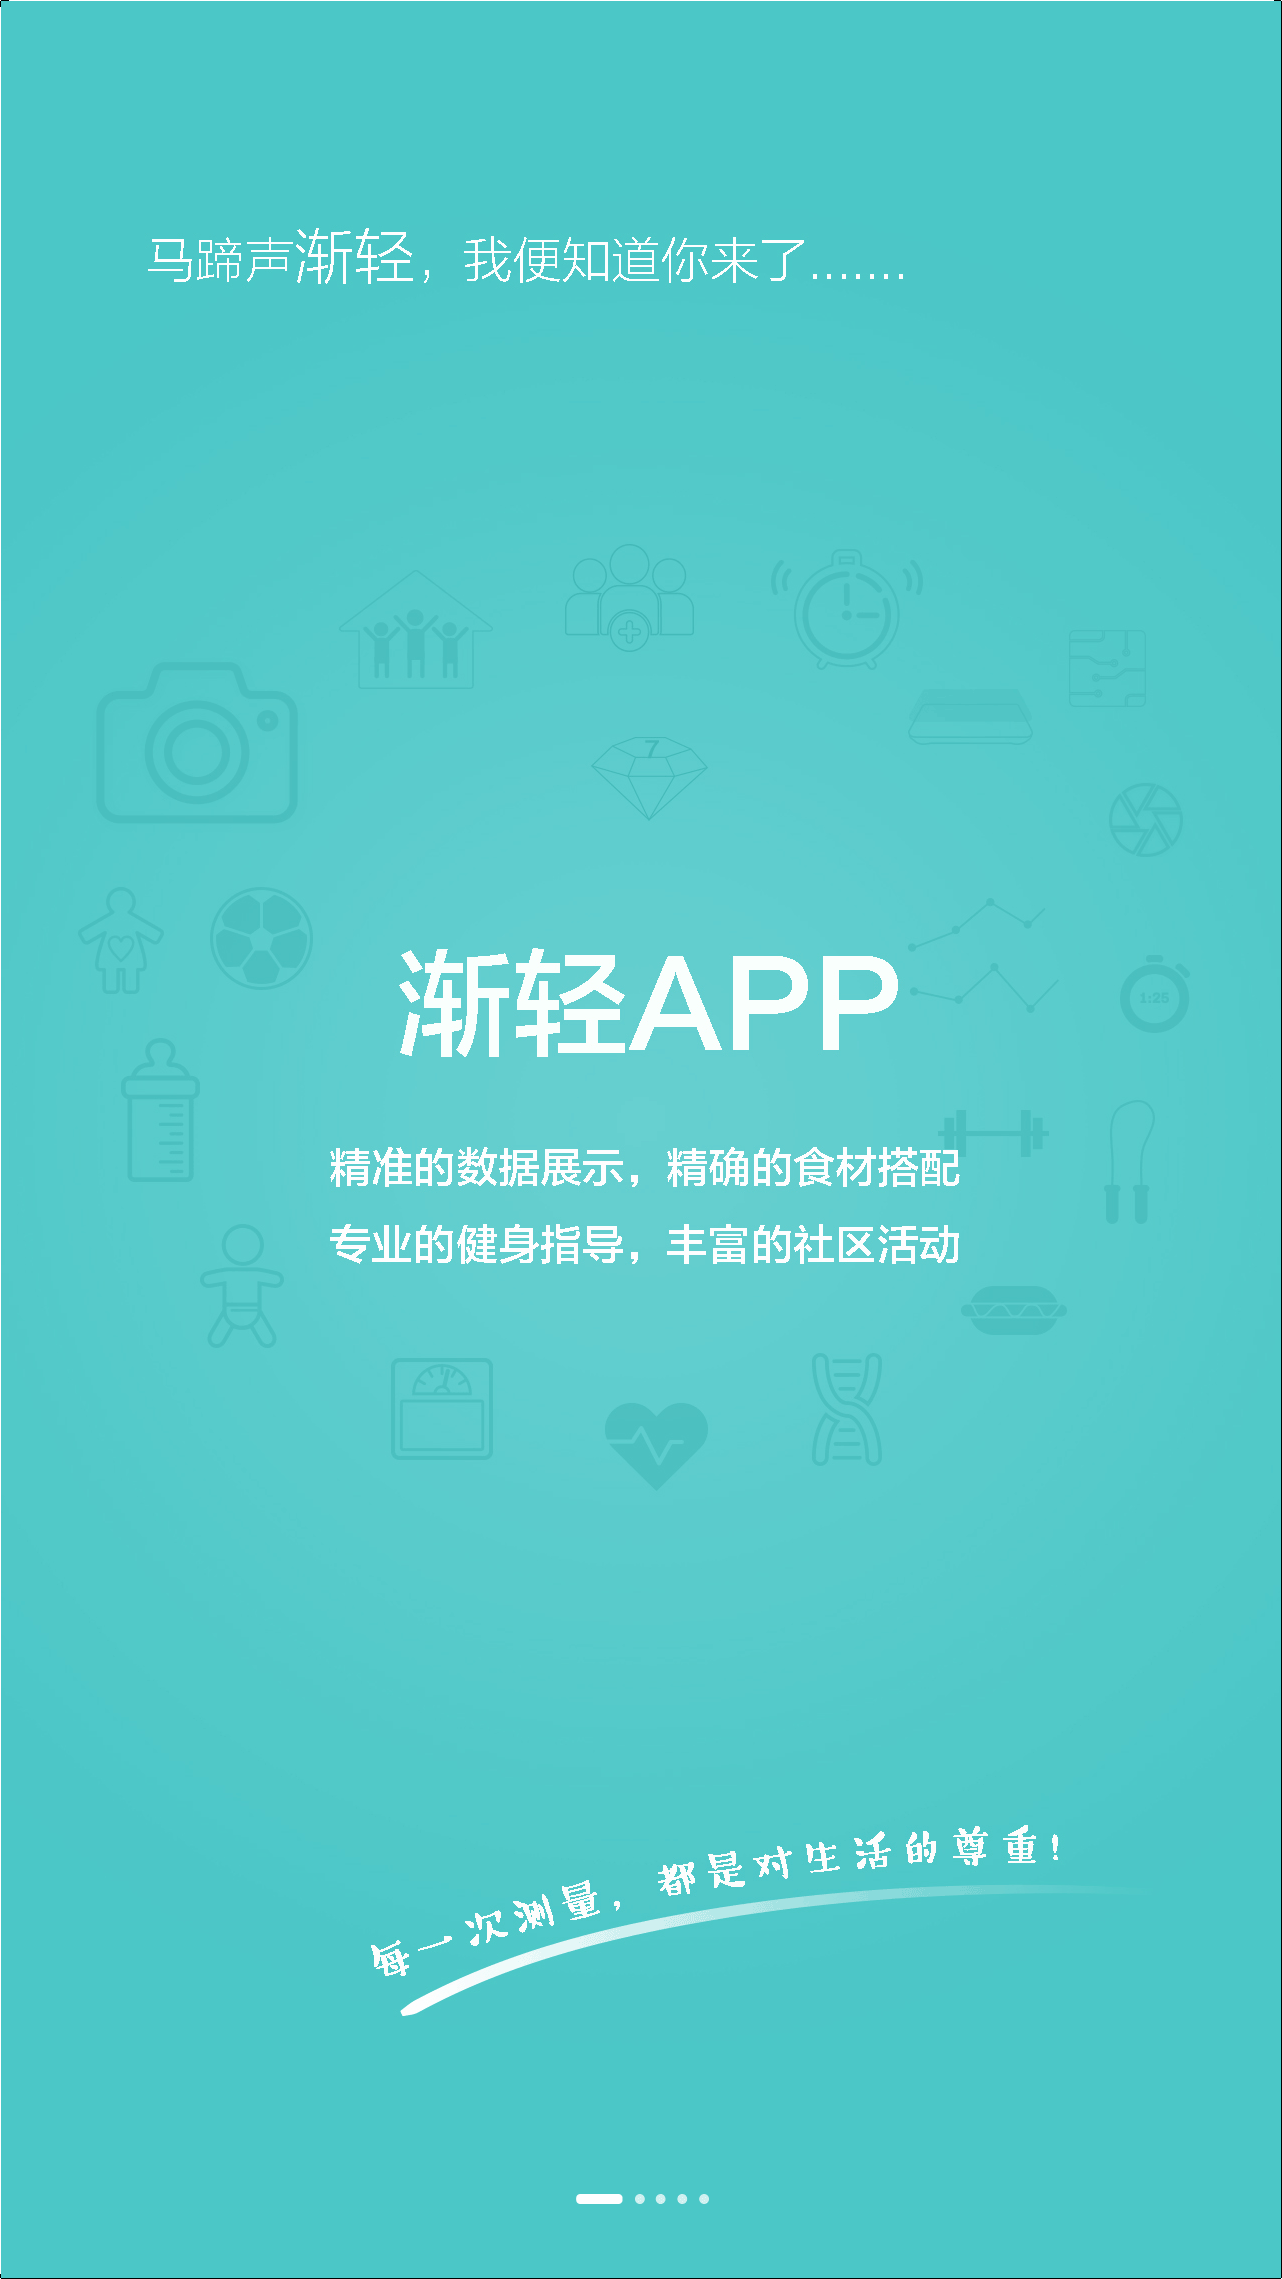 马蹄声渐轻，我便知道你来了.......
7
渐轻APP
1:25
精准的数据展示，精确的食材搭配
专业的健身指导，丰富的社区活动
每一次测量，都是对生活的尊重！